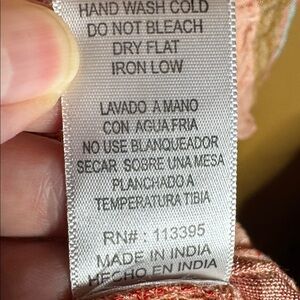 HAND WASH COLD
DO NOT BLEACH
DRY FLAT
IRON LOW
LAVADO A MANO
CON AGUA FRIA
NO USE BLANQUEADOR
SECAR SOBRE UNA MESA
PLANCHADO A
TEMPERATURA TIBIA
RN# : 113395
MADE IN INDIA
HECHO EN INDIA